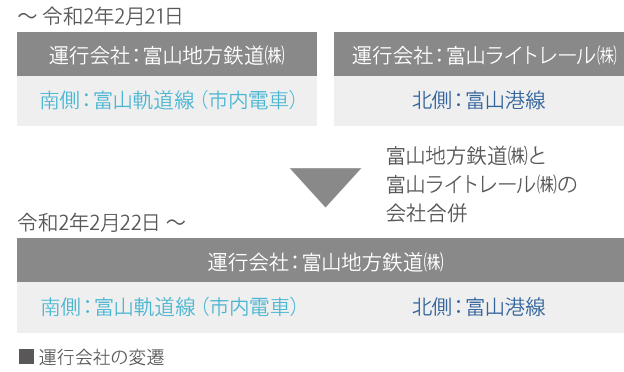 ～ 令和2年2月21日
運行会社：富山地方鉄道㈱
運行会社：富山ライトレール㈱
南側：富山軌道線（市内電車）
北側：富山港線
富山地方鉄道㈱と
富山ライトレール㈱の
会社合併
令和2年2月22日 ～
運行会社：富山地方鉄道㈱
南側：富山軌道線（市内電車）
北側：富山港線
■ 運行会社の変遷